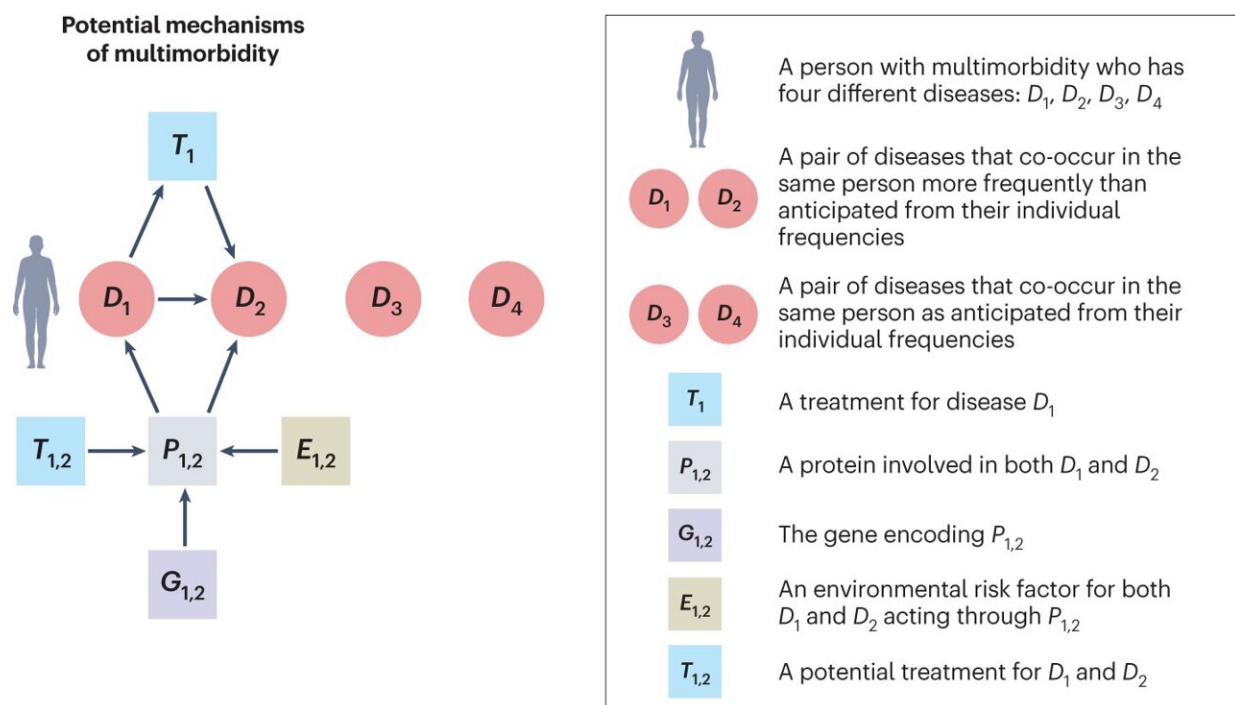 Potential mechanisms
of multimorbidity
T₁
D₁ D₂ D₃ D₄
T₁,₂ P₁,₂ E₁,₂
G₁,₂
A person with multimorbidity who has
four different diseases: D₁, D₂, D₃, D₄
A pair of diseases that co-occur in the
same person more frequently than
D₁ D₂
anticipated from their individual
frequencies
A pair of diseases that co-occur in the
D₃ D₄
same person as anticipated from their
individual frequencies
T₁ A treatment for disease D₁
P₁,₂ A protein involved in both D₁ and D₂
G₁,₂ The gene encoding P₁,₂
An environmental risk factor for both
E₁,₂
D₁ and D₂ acting through P₁,₂
T₁,₂ A potential treatment for D₁ and D₂